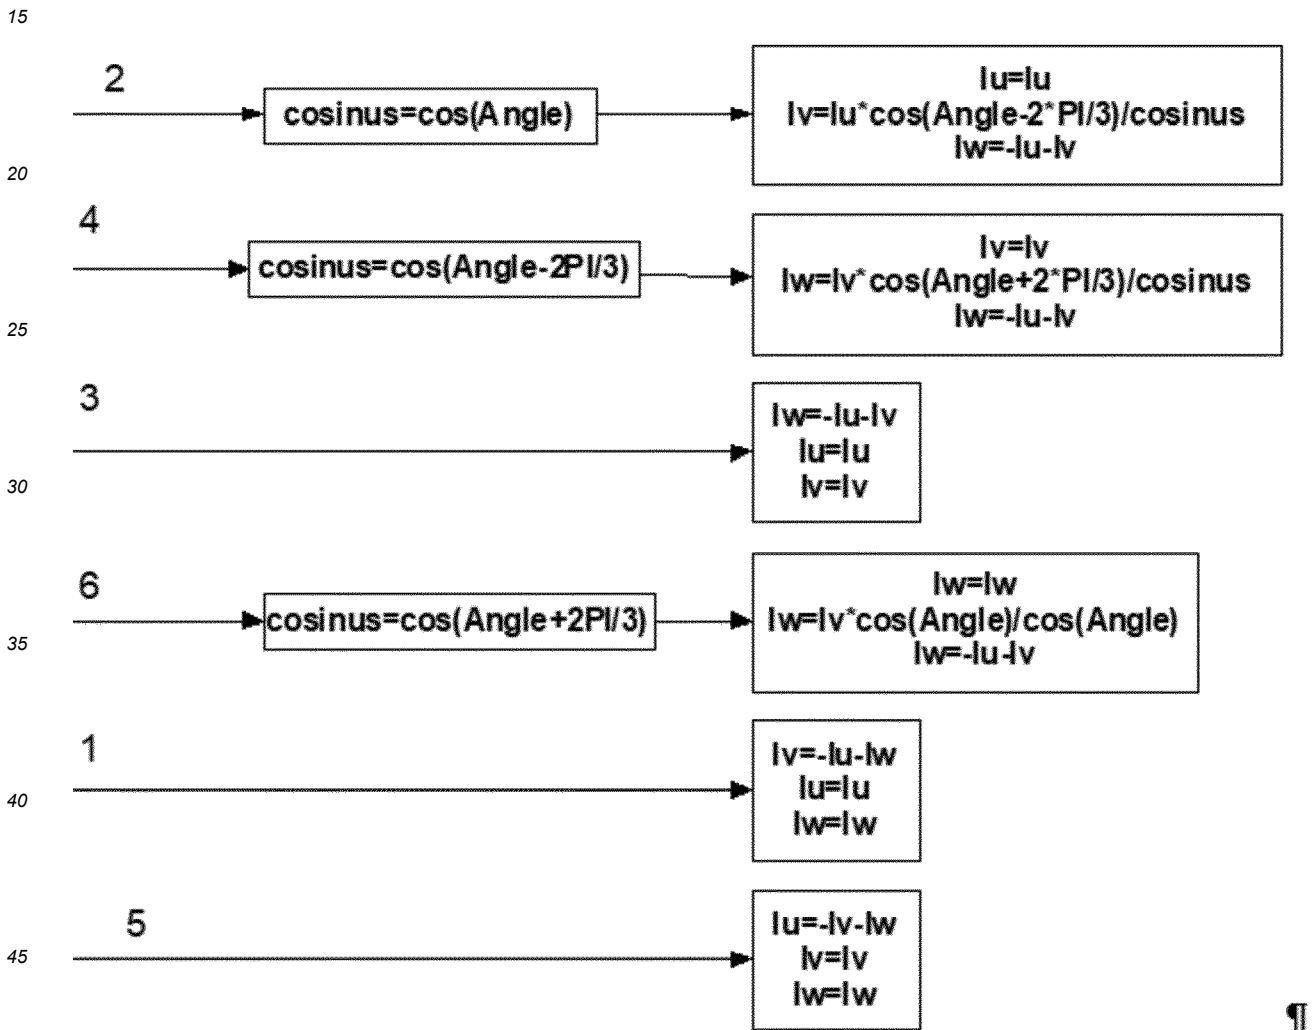 15
2
cosinus=cos(Angle)
Iu=Iu
Iv=Iu*cos(Angle-2*PI/3)/cosinus
Iw=-Iu-Iv
20
4
cosinus=cos(Angle-2PI/3)
Iv=Iv
Iw=Iv*cos(Angle+2*PI/3)/cosinus
Iw=-Iu-Iv
25
3
Iw=-Iu-Iv
Iu=Iu
Iv=Iv
30
6
cosinus=cos(Angle+2PI/3)
Iw=Iw
Iw=Iv*cos(Angle)/cos(Angle)
Iw=-Iu-Iv
35
1
Iv=-Iu-Iw
Iu=Iu
Iw=Iw
40
5
Iu=-Iv-Iw
Iv=Iv
Iw=Iw
45
¶